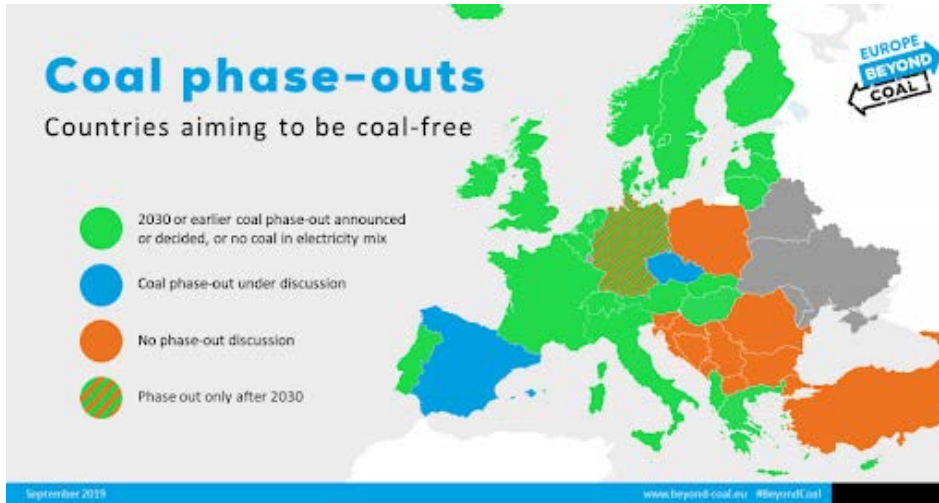 Coal phase-outs
Countries aiming to be coal-free
EUROPE
BEYOND
COAL
2030 or earlier coal phase-out announced
or decided, or no coal in electricity mix
Coal phase-out under discussion
No phase-out discussion
Phase out only after 2030
September 2019
www.beyond-coal.eu #BeyondCoal